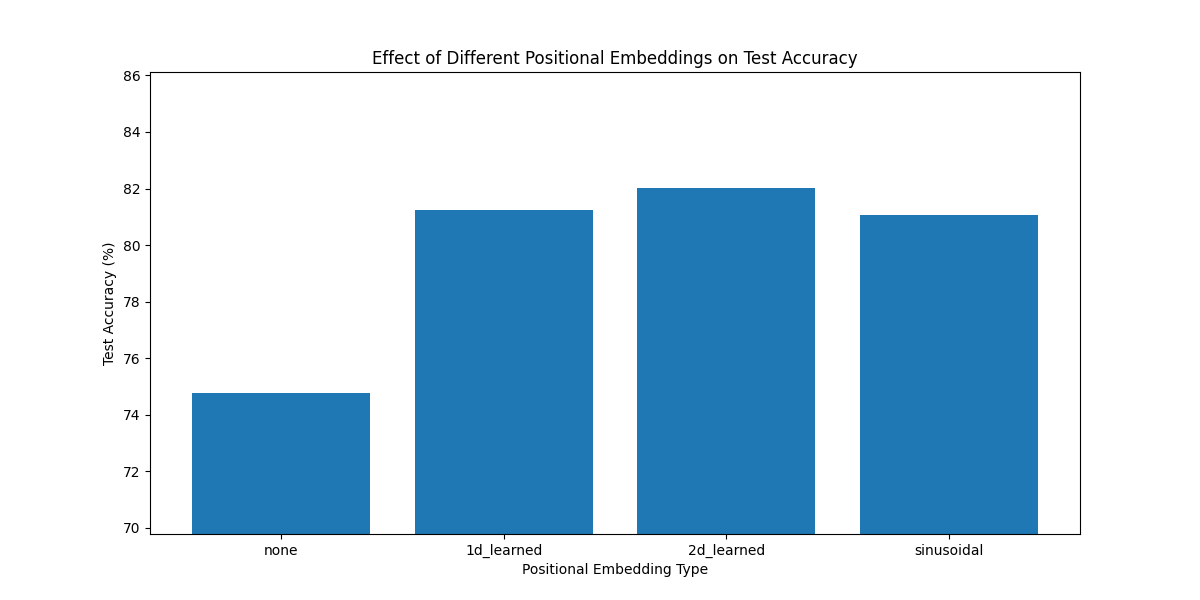 Effect of Different Positional Embeddings on Test Accuracy
86
84
82
80
78
76
74
72
70
Test Accuracy (%)
none
1d_learned
2d_learned
sinusoidal
Positional Embedding Type